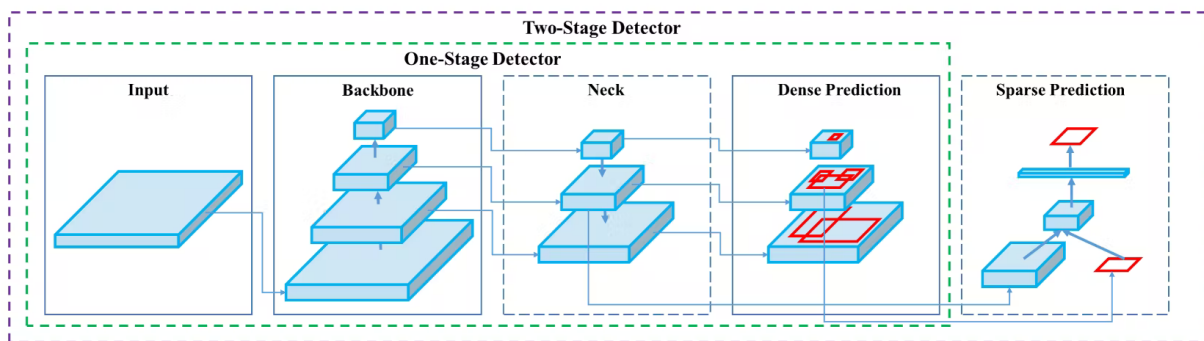 Two-Stage Detector
One-Stage Detector
Input
Backbone
Neck
Dense Prediction
Sparse Prediction